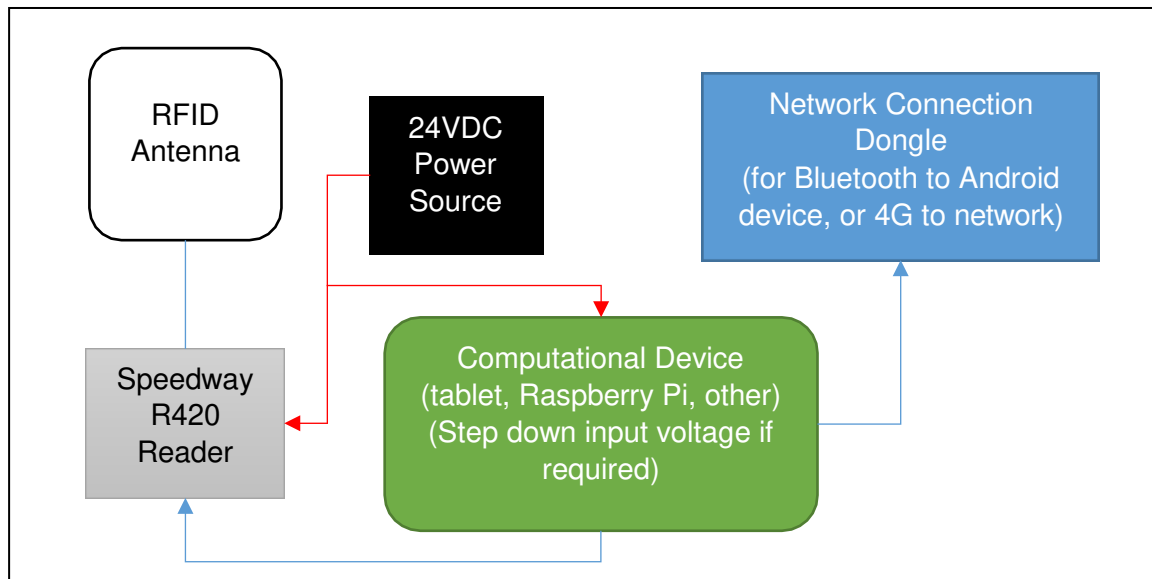 RFID
Antenna
24VDC
Power
Source
Network Connection
Dongle
(for Bluetooth to Android
device, or 4G to network)
Speedway
R420
Reader
Computational Device
(tablet, Raspberry Pi, other)
(Step down input voltage if
required)